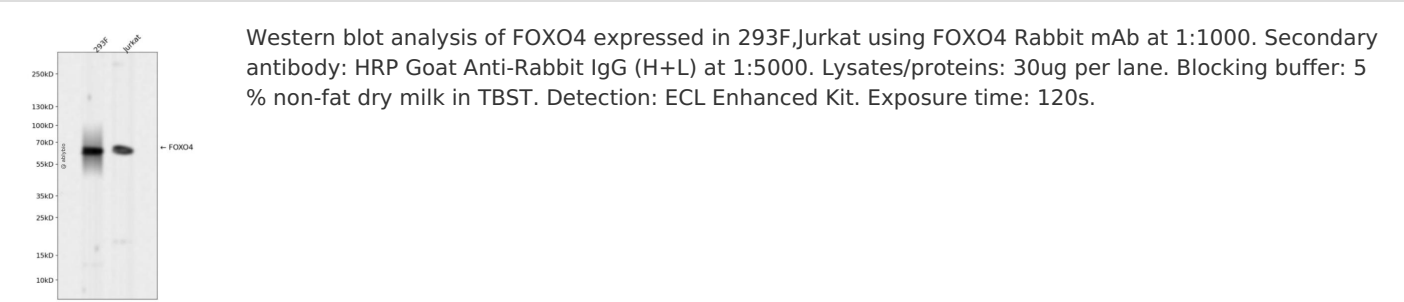 293F Jurkat
250kD
130kD
100kD
70kD
← FOXO4
55kD
35kD
25kD
15kD
10kD
@ abybio
Western blot analysis of FOXO4 expressed in 293F,Jurkat using FOXO4 Rabbit mAb at 1:1000. Secondary
antibody: HRP Goat Anti-Rabbit IgG (H+L) at 1:5000. Lysates/proteins: 30ug per lane. Blocking buffer: 5
% non-fat dry milk in TBST. Detection: ECL Enhanced Kit. Exposure time: 120s.